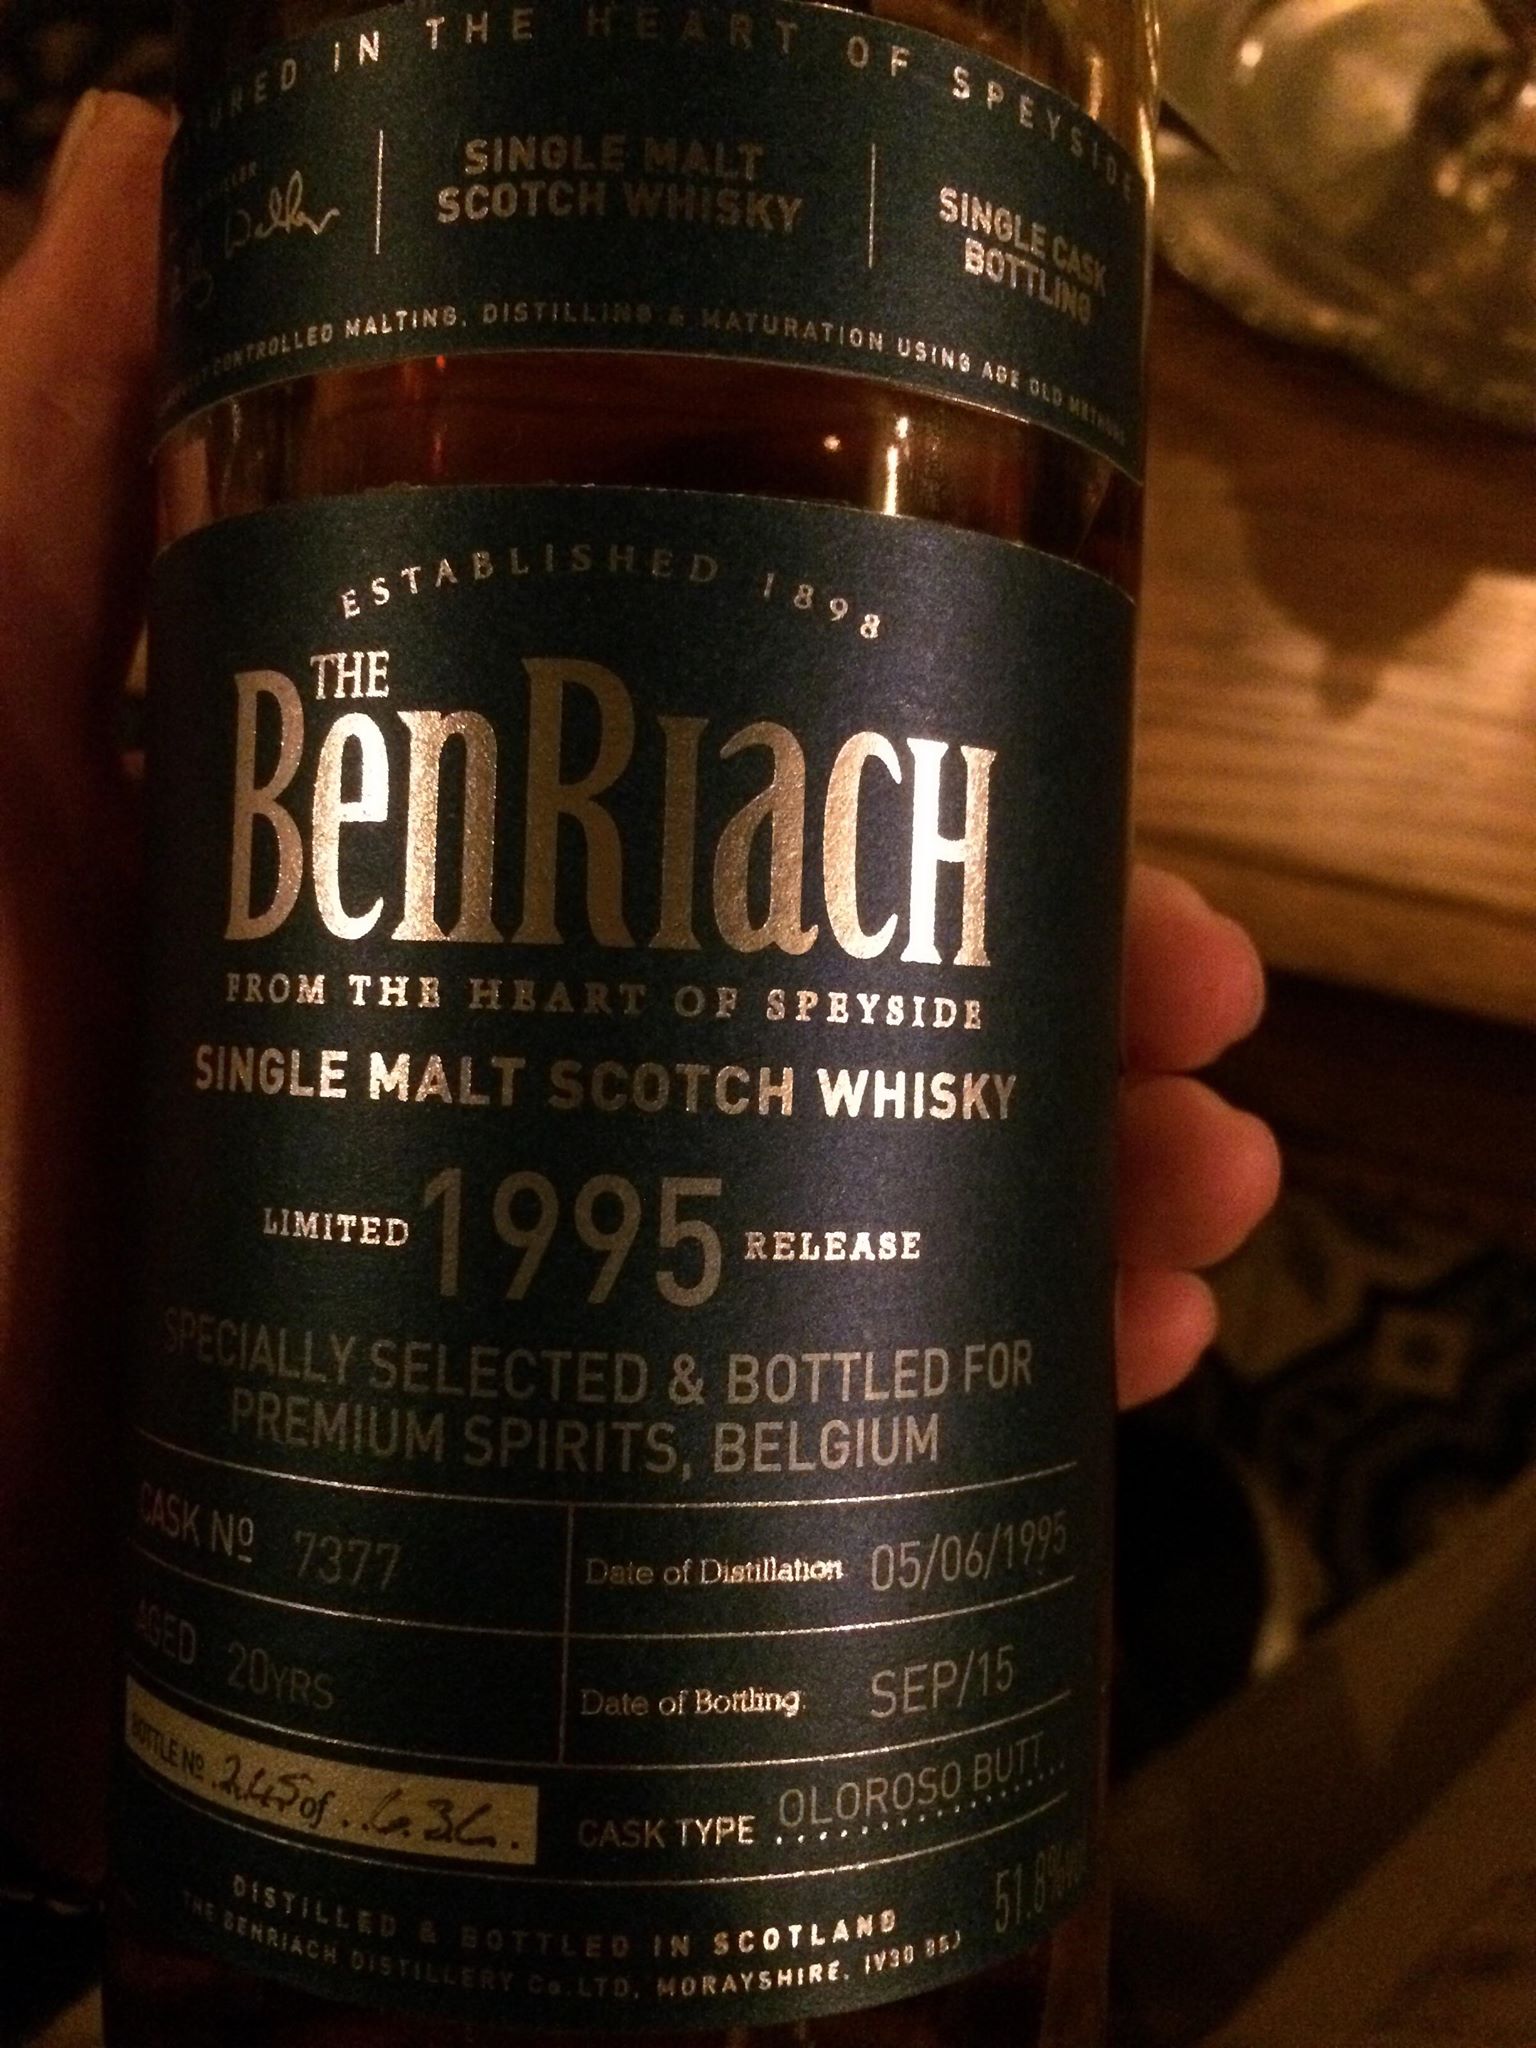 IN THE HEART OF SPEYSIDE
SINGLE MALT
SCOTCH WHISKY
SINGLE CASK
BOTTLING
CONTROLLED MALTING, DISTILLING & MATURATION USING AGE OLD METHODS
ESTABLISHED 1898
THE
BENRIACH
FROM THE HEART OF SPEYSIDE
SINGLE MALT SCOTCH WHISKY
LIMITED 1995 RELEASE
SPECIALLY SELECTED & BOTTLED FOR
PREMIUM SPIRITS, BELGIUM
CASK Nº 7377
Date of Distillation 05/06/1995
AGED 20YRS
Date of Bottling SEP/15
BOTTLE Nº 245 of 636
CASK TYPE OLOROSO BUTT
51.8%vol
DISTILLED & BOTTLED IN SCOTLAND
THE BENRIACH DISTILLERY Co.LTD, MORAYSHIRE, IV30 8SJ